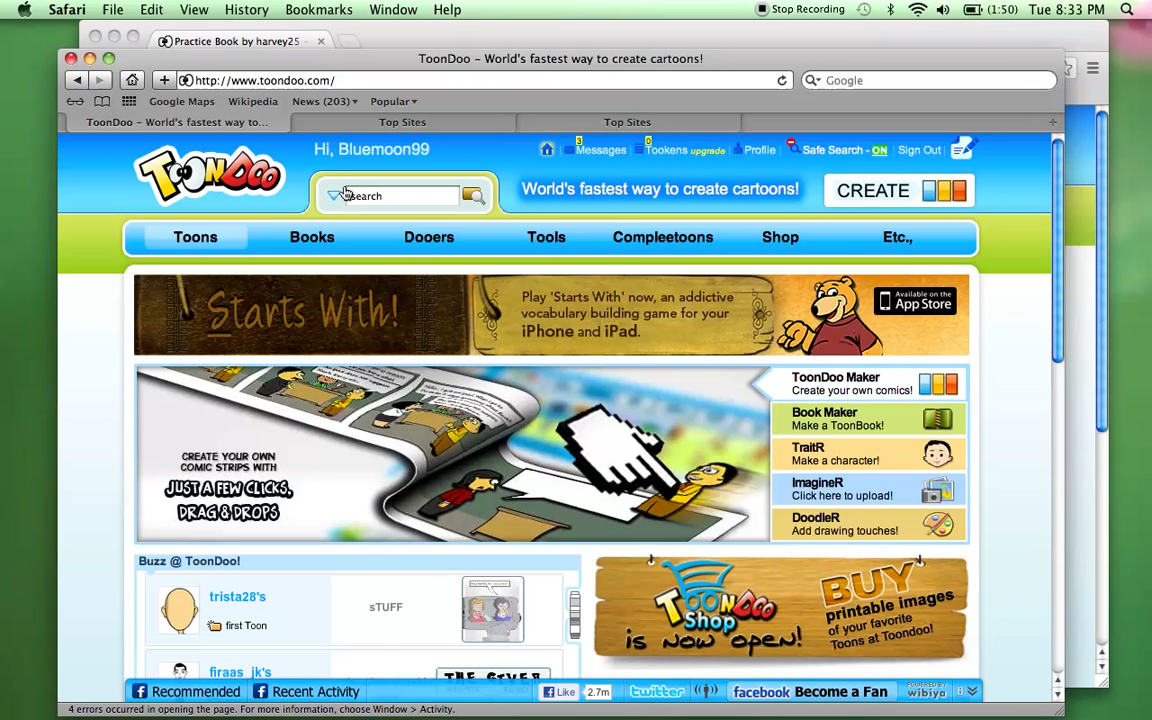 Safari File Edit View History Bookmarks Window Help Stop Recording (1:50) Tue 8:33 PM
Practice Book by harvey25 –
ToonDoo – World's fastest way to create cartoons!
http://www.toondoo.com/
Google
Google Maps Wikipedia News (203) Popular
ToonDoo – World's fastest way to... Top Sites Top Sites
TOONDOO
Hi, Bluemoon99
3 Messages 0 Tookens upgrade Profile Safe Search - ON Sign Out
search
World's fastest way to create cartoons!
CREATE
Toons Books Dooers Tools Compleetoons Shop Etc.,
Starts With!
Play 'Starts With' now, an addictive
vocabulary building game for your
iPhone and iPad.
Available on the
App Store
CREATE YOUR OWN
COMIC STRIPS WITH
JUST A FEW CLICKS,
DRAG & DROPS
ToonDoo Maker
Create your own comics!
Book Maker
Make a ToonBook!
TraitR
Make a character!
ImagineR
Click here to upload!
DoodleR
Add drawing touches!
Buzz @ ToonDoo!
trista28's
first Toon
sTUFF
firaas_jk's
THE GIVER
TOONDOO
Shop
is now open!
BUY
printable images
of your favorite
Toons at Toondoo!
Recommended Recent Activity Like 2.7m twitter facebook Become a Fan POWERED BY wibiya
4 errors occurred in opening the page. For more information, choose Window > Activity.